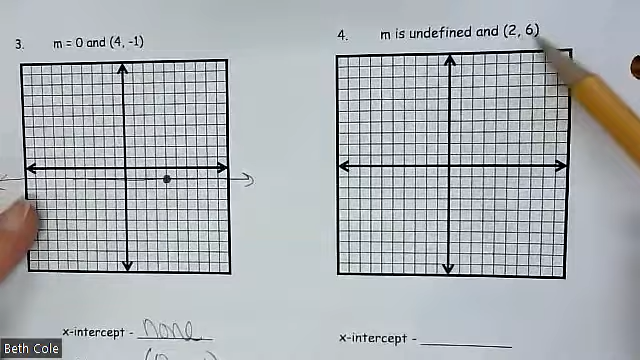 3. m = 0 and (4, -1)
4. m is undefined and (2, 6)
x-intercept - none
x-intercept -
Beth Cole